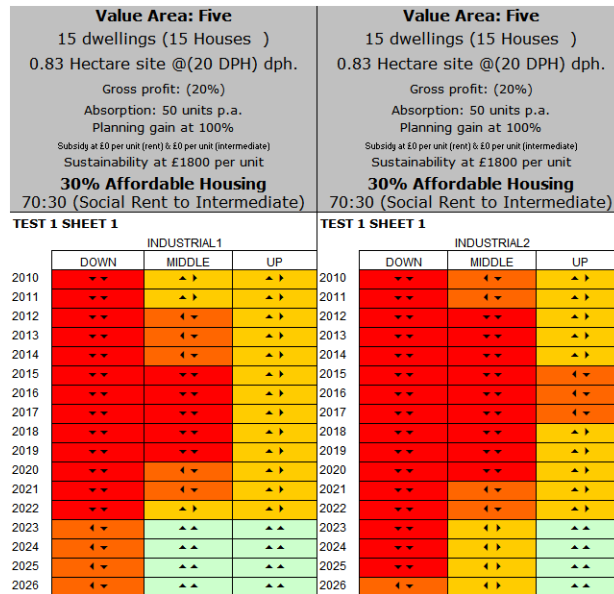 Value Area: Five
15 dwellings (15 Houses )
0.83 Hectare site @(20 DPH) dph.
Gross profit: (20%)
Absorption: 50 units p.a.
Planning gain at 100%
Subsidy at £0 per unit (rent) & £0 per unit (intermediate)
Sustainability at £1800 per unit
30% Affordable Housing
70:30 (Social Rent to Intermediate)
TEST 1 SHEET 1
INDUSTRIAL1
DOWN MIDDLE UP
2010
2011
2012
2013
2014
2015
2016
2017
2018
2019
2020
2021
2022
2023
2024
2025
2026
Value Area: Five
15 dwellings (15 Houses )
0.83 Hectare site @(20 DPH) dph.
Gross profit: (20%)
Absorption: 50 units p.a.
Planning gain at 100%
Subsidy at £0 per unit (rent) & £0 per unit (intermediate)
Sustainability at £1800 per unit
30% Affordable Housing
70:30 (Social Rent to Intermediate)
TEST 1 SHEET 1
INDUSTRIAL2
DOWN MIDDLE UP
2010
2011
2012
2013
2014
2015
2016
2017
2018
2019
2020
2021
2022
2023
2024
2025
2026